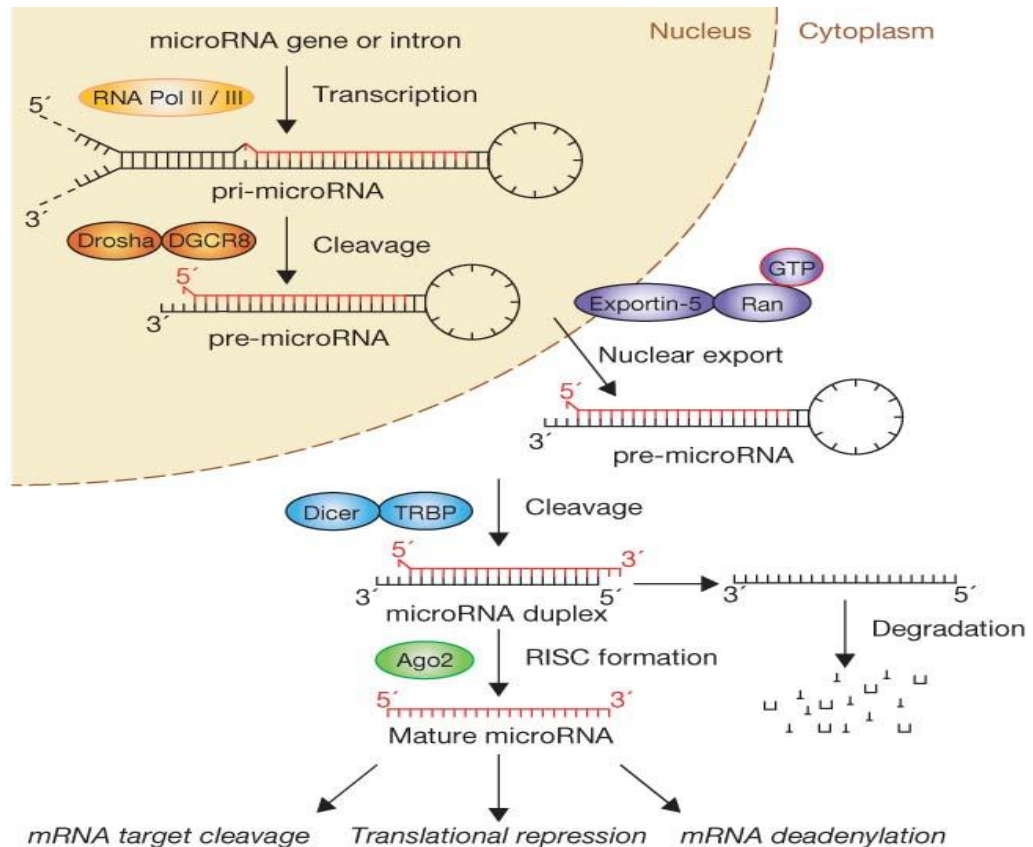 Nucleus Cytoplasm
microRNA gene or intron
RNA Pol II / III
Transcription
5´
pri-microRNA
3´
Drosha DGCR8
Cleavage
GTP
5´
Exportin-5 Ran
3´
pre-microRNA
Nuclear export
5´
3´
pre-microRNA
Dicer TRBP
Cleavage
5´ 3´
3´ 5´
microRNA duplex
3´ 5´
Degradation
Ago2
RISC formation
5´ 3´
Mature microRNA
mRNA target cleavage Translational repression mRNA deadenylation